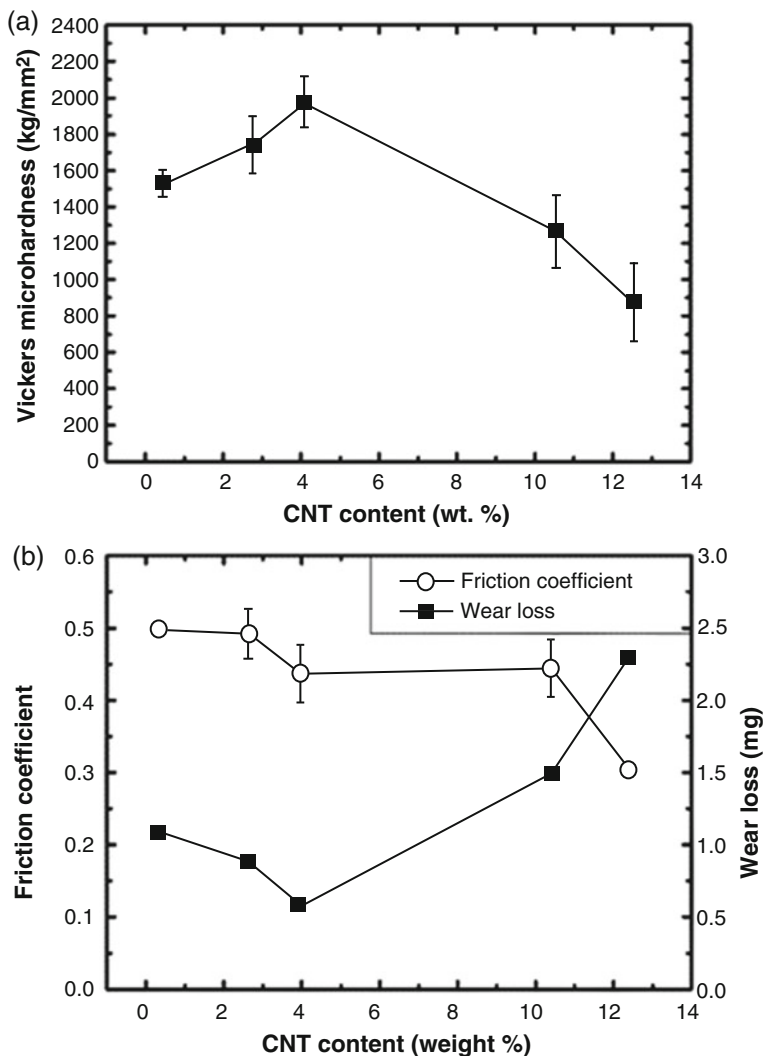 (a)
2400
2200
2000
1800
1600
1400
1200
1000
800
600
400
200
0
Vickers microhardness (kg/mm²)
0 2 4 6 8 10 12 14
CNT content (wt. %)
(b)
0.6
0.5
0.4
0.3
0.2
0.1
0.0
Friction coefficient
Friction coefficient
Wear loss
3.0
2.5
2.0
1.5
1.0
0.5
0.0
Wear loss (mg)
0 2 4 6 8 10 12 14
CNT content (weight %)